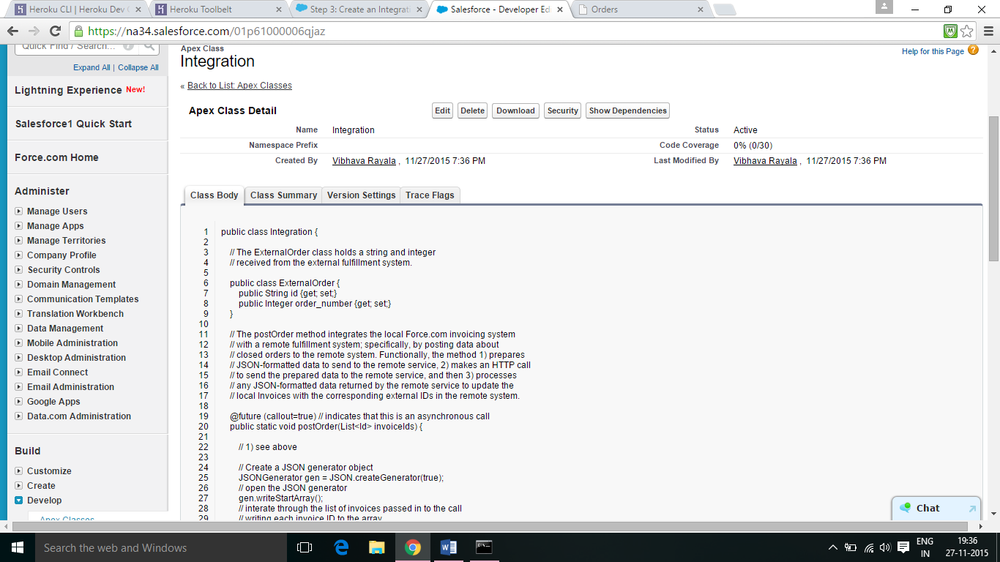 Heroku CLI | Heroku Dev C
Heroku Toolbelt
Step 3: Create an Integrat
Salesforce - Developer Edi
Orders
https://na34.salesforce.com/01p61000006qjaz
Quick Find / Search...
Expand All | Collapse All
Lightning Experience New!
Salesforce1 Quick Start
Force.com Home
Administer
Manage Users
Manage Apps
Manage Territories
Company Profile
Security Controls
Domain Management
Communication Templates
Translation Workbench
Data Management
Mobile Administration
Desktop Administration
Email Connect
Email Administration
Google Apps
Data.com Administration
Build
Customize
Create
Develop
Apex Classes
Apex Class
Integration
Help for this Page
« Back to List: Apex Classes
Apex Class Detail
Edit Delete Download Security Show Dependencies
Name Integration Status Active
Namespace Prefix Code Coverage 0% (0/30)
Created By Vibhava Rayala , 11/27/2015 7:36 PM Last Modified By Vibhava Rayala , 11/27/2015 7:36 PM
Class Body Class Summary Version Settings Trace Flags
1 public class Integration {
2
3 // The ExternalOrder class holds a string and integer
4 // received from the external fulfillment system.
5
6 public class ExternalOrder {
7 public String id {get; set;}
8 public Integer order_number {get; set;}
9 }
10
11 // The postOrder method integrates the local Force.com invoicing system
12 // with a remote fulfillment system; specifically, by posting data about
13 // closed orders to the remote system. Functionally, the method 1) prepares
14 // JSON-formatted data to send to the remote service, 2) makes an HTTP call
15 // to send the prepared data to the remote service, and then 3) processes
16 // any JSON-formatted data returned by the remote service to update the
17 // local Invoices with the corresponding external IDs in the remote system.
18
19 @future (callout=true) // indicates that this is an asynchronous call
20 public static void postOrder(List<Id> invoiceIds) {
21
22 // 1) see above
23
24 // Create a JSON generator object
25 JSONGenerator gen = JSON.createGenerator(true);
26 // open the JSON generator
27 gen.writeStartArray();
28 // interate through the list of invoices passed in to the call
29 // writing each invoice ID to the array
Chat
Search the web and Windows
ENG
IN
19:36
27-11-2015